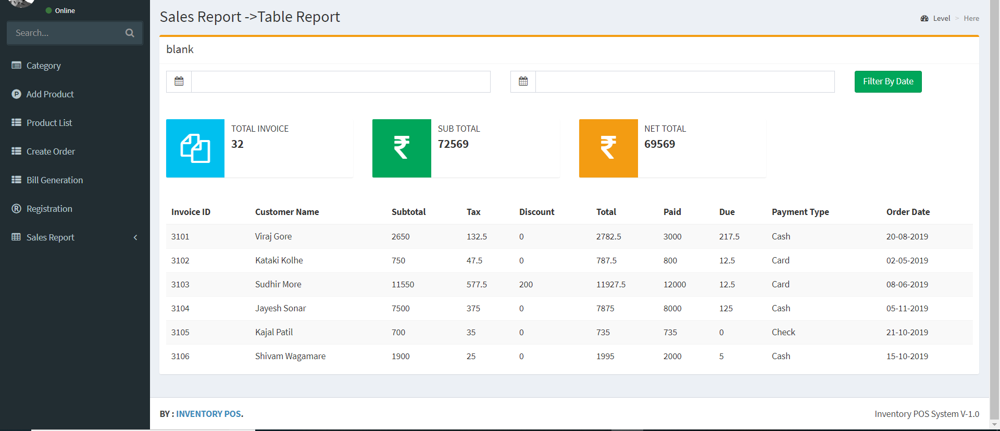 Online
Search...
Category
Add Product
Product List
Create Order
Bill Generation
Registration
Sales Report
Sales Report ->Table Report
Level > Here
blank
Filter By Date
TOTAL INVOICE
32
SUB TOTAL
72569
NET TOTAL
69569
Invoice ID Customer Name Subtotal Tax Discount Total Paid Due Payment Type Order Date
3101 Viraj Gore 2650 132.5 0 2782.5 3000 217.5 Cash 20-08-2019
3102 Kataki Kolhe 750 47.5 0 787.5 800 12.5 Card 02-05-2019
3103 Sudhir More 11550 577.5 200 11927.5 12000 12.5 Card 08-06-2019
3104 Jayesh Sonar 7500 375 0 7875 8000 125 Cash 05-11-2019
3105 Kajal Patil 700 35 0 735 735 0 Check 21-10-2019
3106 Shivam Wagamare 1900 25 0 1995 2000 5 Cash 15-10-2019
BY : INVENTORY POS.
Inventory POS System V-1.0